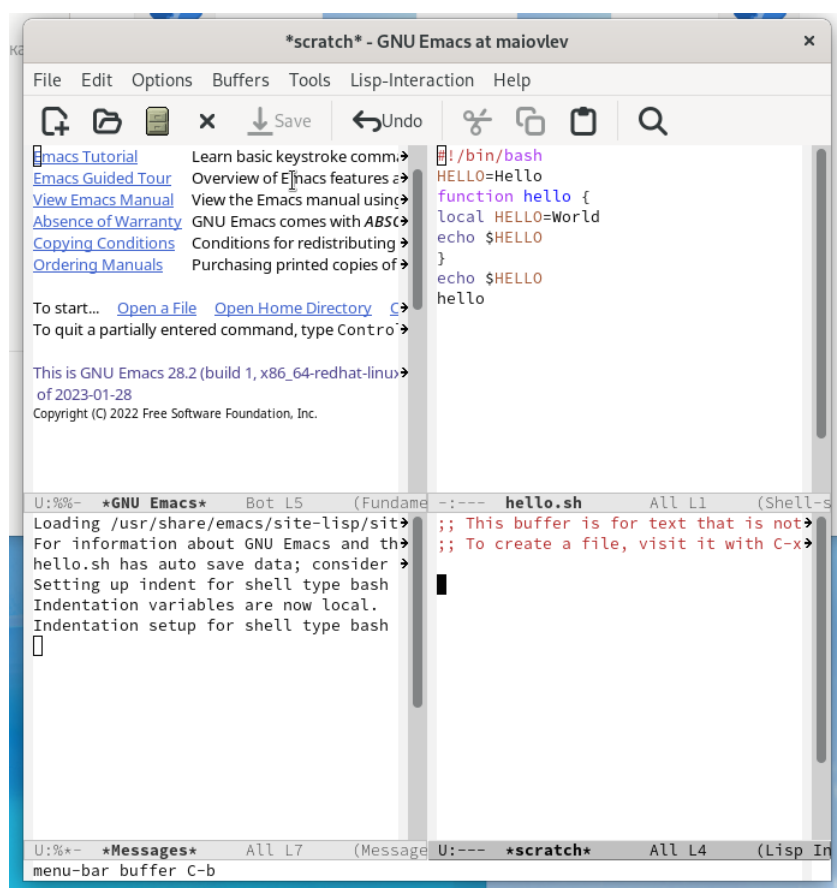 *scratch* - GNU Emacs at maiovlev
File Edit Options Buffers Tools Lisp-Interaction Help
Save Undo
Emacs Tutorial Learn basic keystroke comm
Emacs Guided Tour Overview of Emacs features a
View Emacs Manual View the Emacs manual using
Absence of Warranty GNU Emacs comes with ABSO
Copying Conditions Conditions for redistributing
Ordering Manuals Purchasing printed copies of
To start... Open a File Open Home Directory C
To quit a partially entered command, type Contro
This is GNU Emacs 28.2 (build 1, x86_64-redhat-linux
of 2023-01-28
Copyright (C) 2022 Free Software Foundation, Inc.
U:%%- *GNU Emacs* Bot L5 (Fundame
#!/bin/bash
HELLO=Hello
function hello {
local HELLO=World
echo $HELLO
}
echo $HELLO
hello
-:--- hello.sh All L1 (Shell-s
Loading /usr/share/emacs/site-lisp/sit
For information about GNU Emacs and th
hello.sh has auto save data; consider
Setting up indent for shell type bash
Indentation variables are now local.
Indentation setup for shell type bash
U:%*- *Messages* All L7 (Message
;; This buffer is for text that is not
;; To create a file, visit it with C-x
U:--- *scratch* All L4 (Lisp In
menu-bar buffer C-b